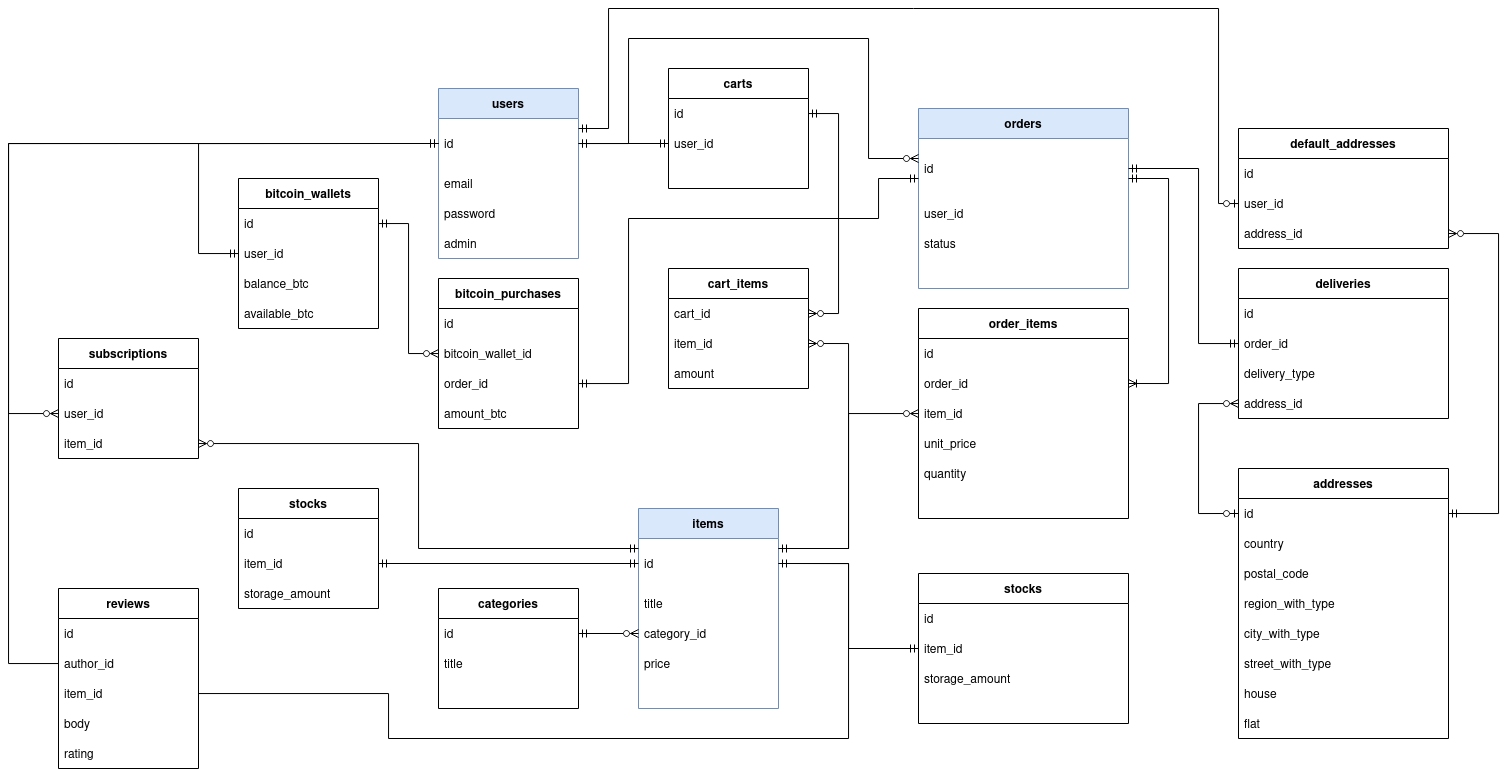 users
id
email
password
admin
carts
id
user_id
orders
id
user_id
status
default_addresses
id
user_id
address_id
bitcoin_wallets
id
user_id
balance_btc
available_btc
bitcoin_purchases
id
bitcoin_wallet_id
order_id
amount_btc
cart_items
cart_id
item_id
amount
order_items
id
order_id
item_id
unit_price
quantity
deliveries
id
order_id
delivery_type
address_id
subscriptions
id
user_id
item_id
stocks
id
item_id
storage_amount
items
id
title
category_id
price
addresses
id
country
postal_code
region_with_type
city_with_type
street_with_type
house
flat
reviews
id
author_id
item_id
body
rating
categories
id
title
stocks
id
item_id
storage_amount